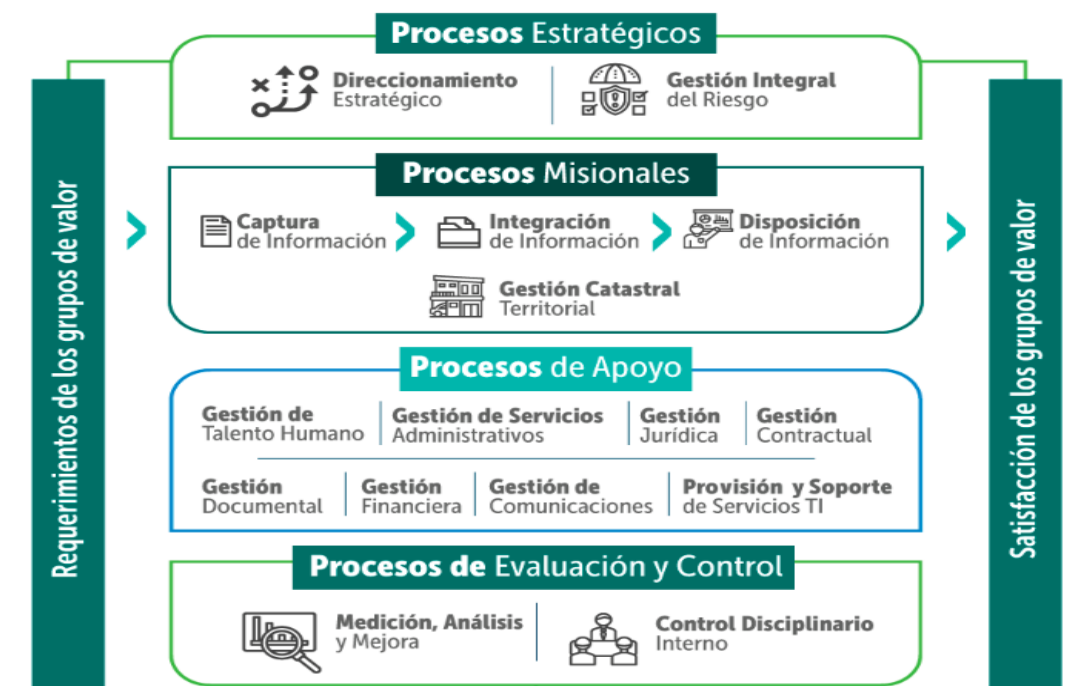 Procesos Estratégicos
Direccionamiento
Estratégico
Gestión Integral
del Riesgo
Requerimientos de los grupos de valor
Procesos Misionales
Captura
de Información
Integración
de Información
Disposición
de Información
Gestión Catastral
Territorial
Procesos de Apoyo
Gestión de
Talento Humano
Gestión de Servicios
Administrativos
Gestión
Jurídica
Gestión
Contractual
Gestión
Documental
Gestión
Financiera
Gestión de
Comunicaciones
Provisión y Soporte
de Servicios TI
Procesos de Evaluación y Control
Medición, Análisis
y Mejora
Control Disciplinario
Interno
Satisfacción de los grupos de valor